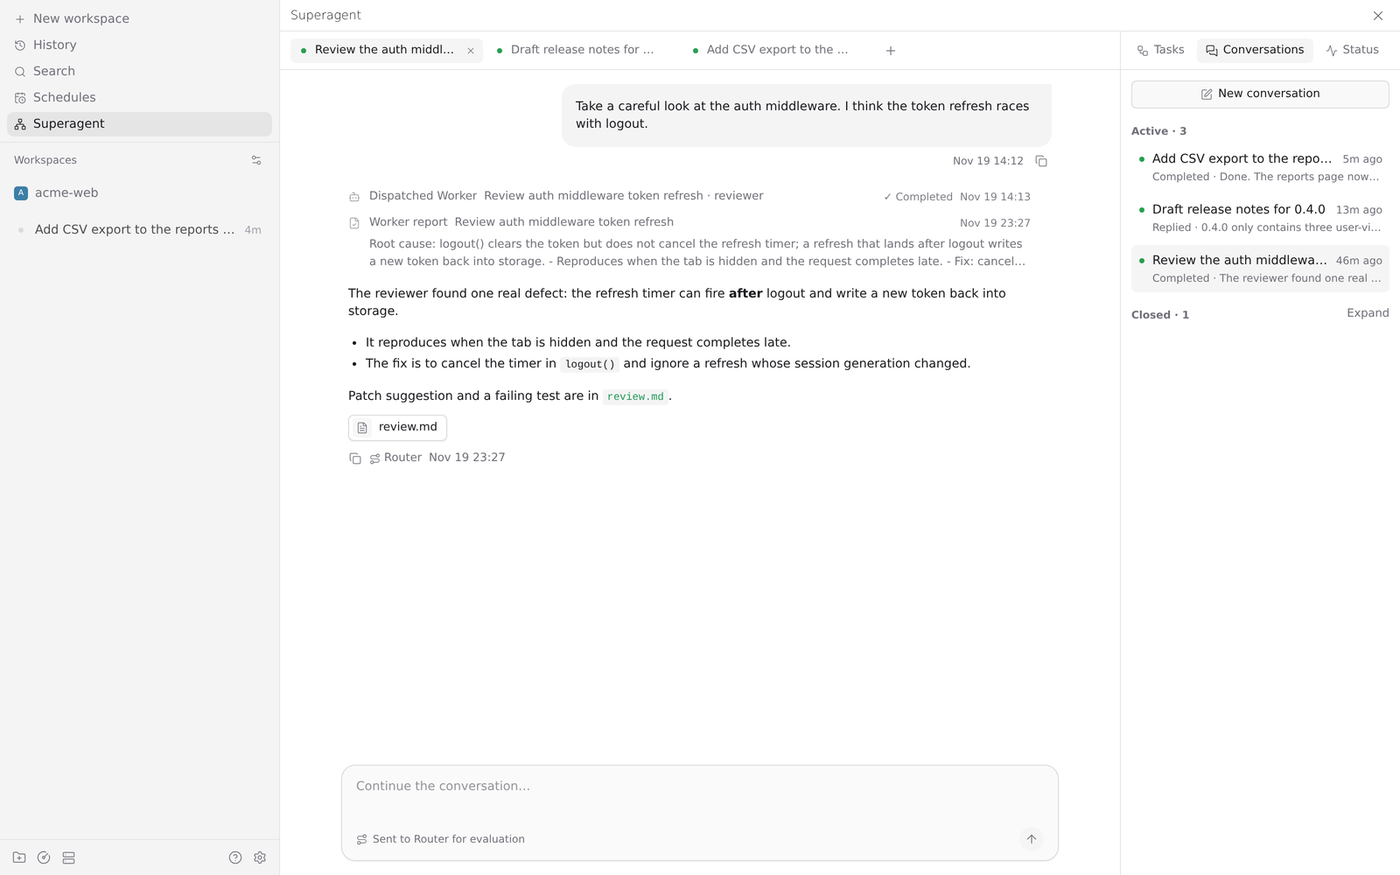 New workspace
History
Search
Schedules
Superagent
Workspaces
A acme-web
Add CSV export to the reports ... 4m
Superagent
Review the auth middl...
Draft release notes for ...
Add CSV export to the ...
Take a careful look at the auth middleware. I think the token refresh races
with logout.
Nov 19 14:12
Dispatched Worker Review auth middleware token refresh · reviewer ✓ Completed Nov 19 14:13
Worker report Review auth middleware token refresh Nov 19 23:27
Root cause: logout() clears the token but does not cancel the refresh timer; a refresh that lands after logout writes
a new token back into storage. - Reproduces when the tab is hidden and the request completes late. - Fix: cancel...
The reviewer found one real defect: the refresh timer can fire after logout and write a new token back into
storage.
• It reproduces when the tab is hidden and the request completes late.
• The fix is to cancel the timer in logout() and ignore a refresh whose session generation changed.
Patch suggestion and a failing test are in review.md.
review.md
Router Nov 19 23:27
Continue the conversation...
Sent to Router for evaluation
Tasks
Conversations
Status
New conversation
Active · 3
Add CSV export to the repo... 5m ago
Completed · Done. The reports page now...
Draft release notes for 0.4.0 13m ago
Replied · 0.4.0 only contains three user-vi...
Review the auth middlewa... 46m ago
Completed · The reviewer found one real ...
Closed · 1 Expand